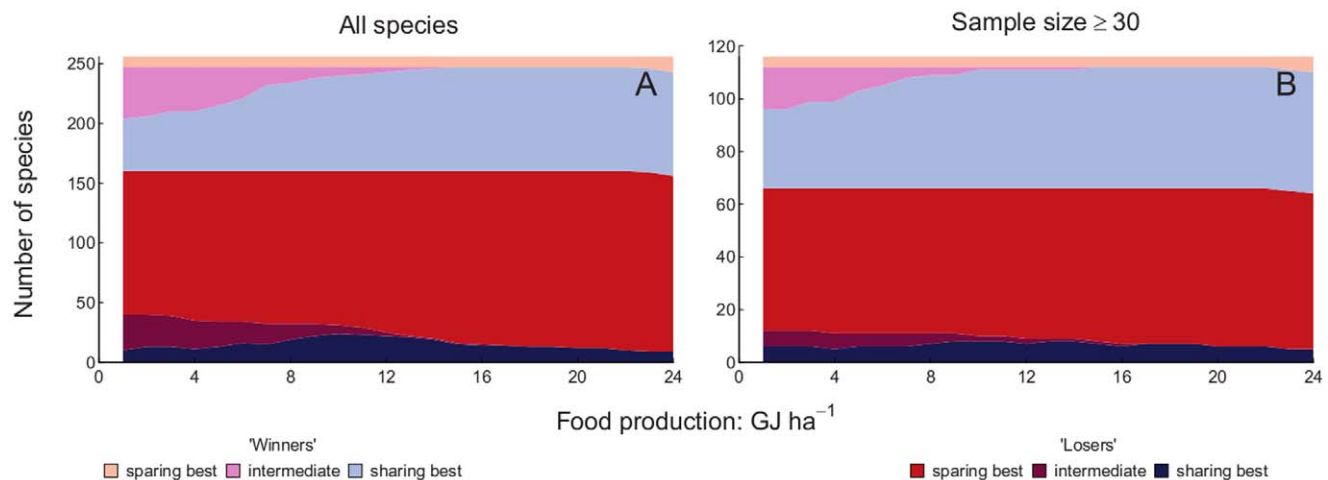 All species
Sample size ≥ 30
Number of species
250
200
150
100
50
0
0 4 8 12 16 20 24
A
120
100
80
60
40
20
0
0 4 8 12 16 20 24
B
Food production: GJ ha⁻¹
'Winners'
sparing best intermediate sharing best
'Losers'
sparing best intermediate sharing best